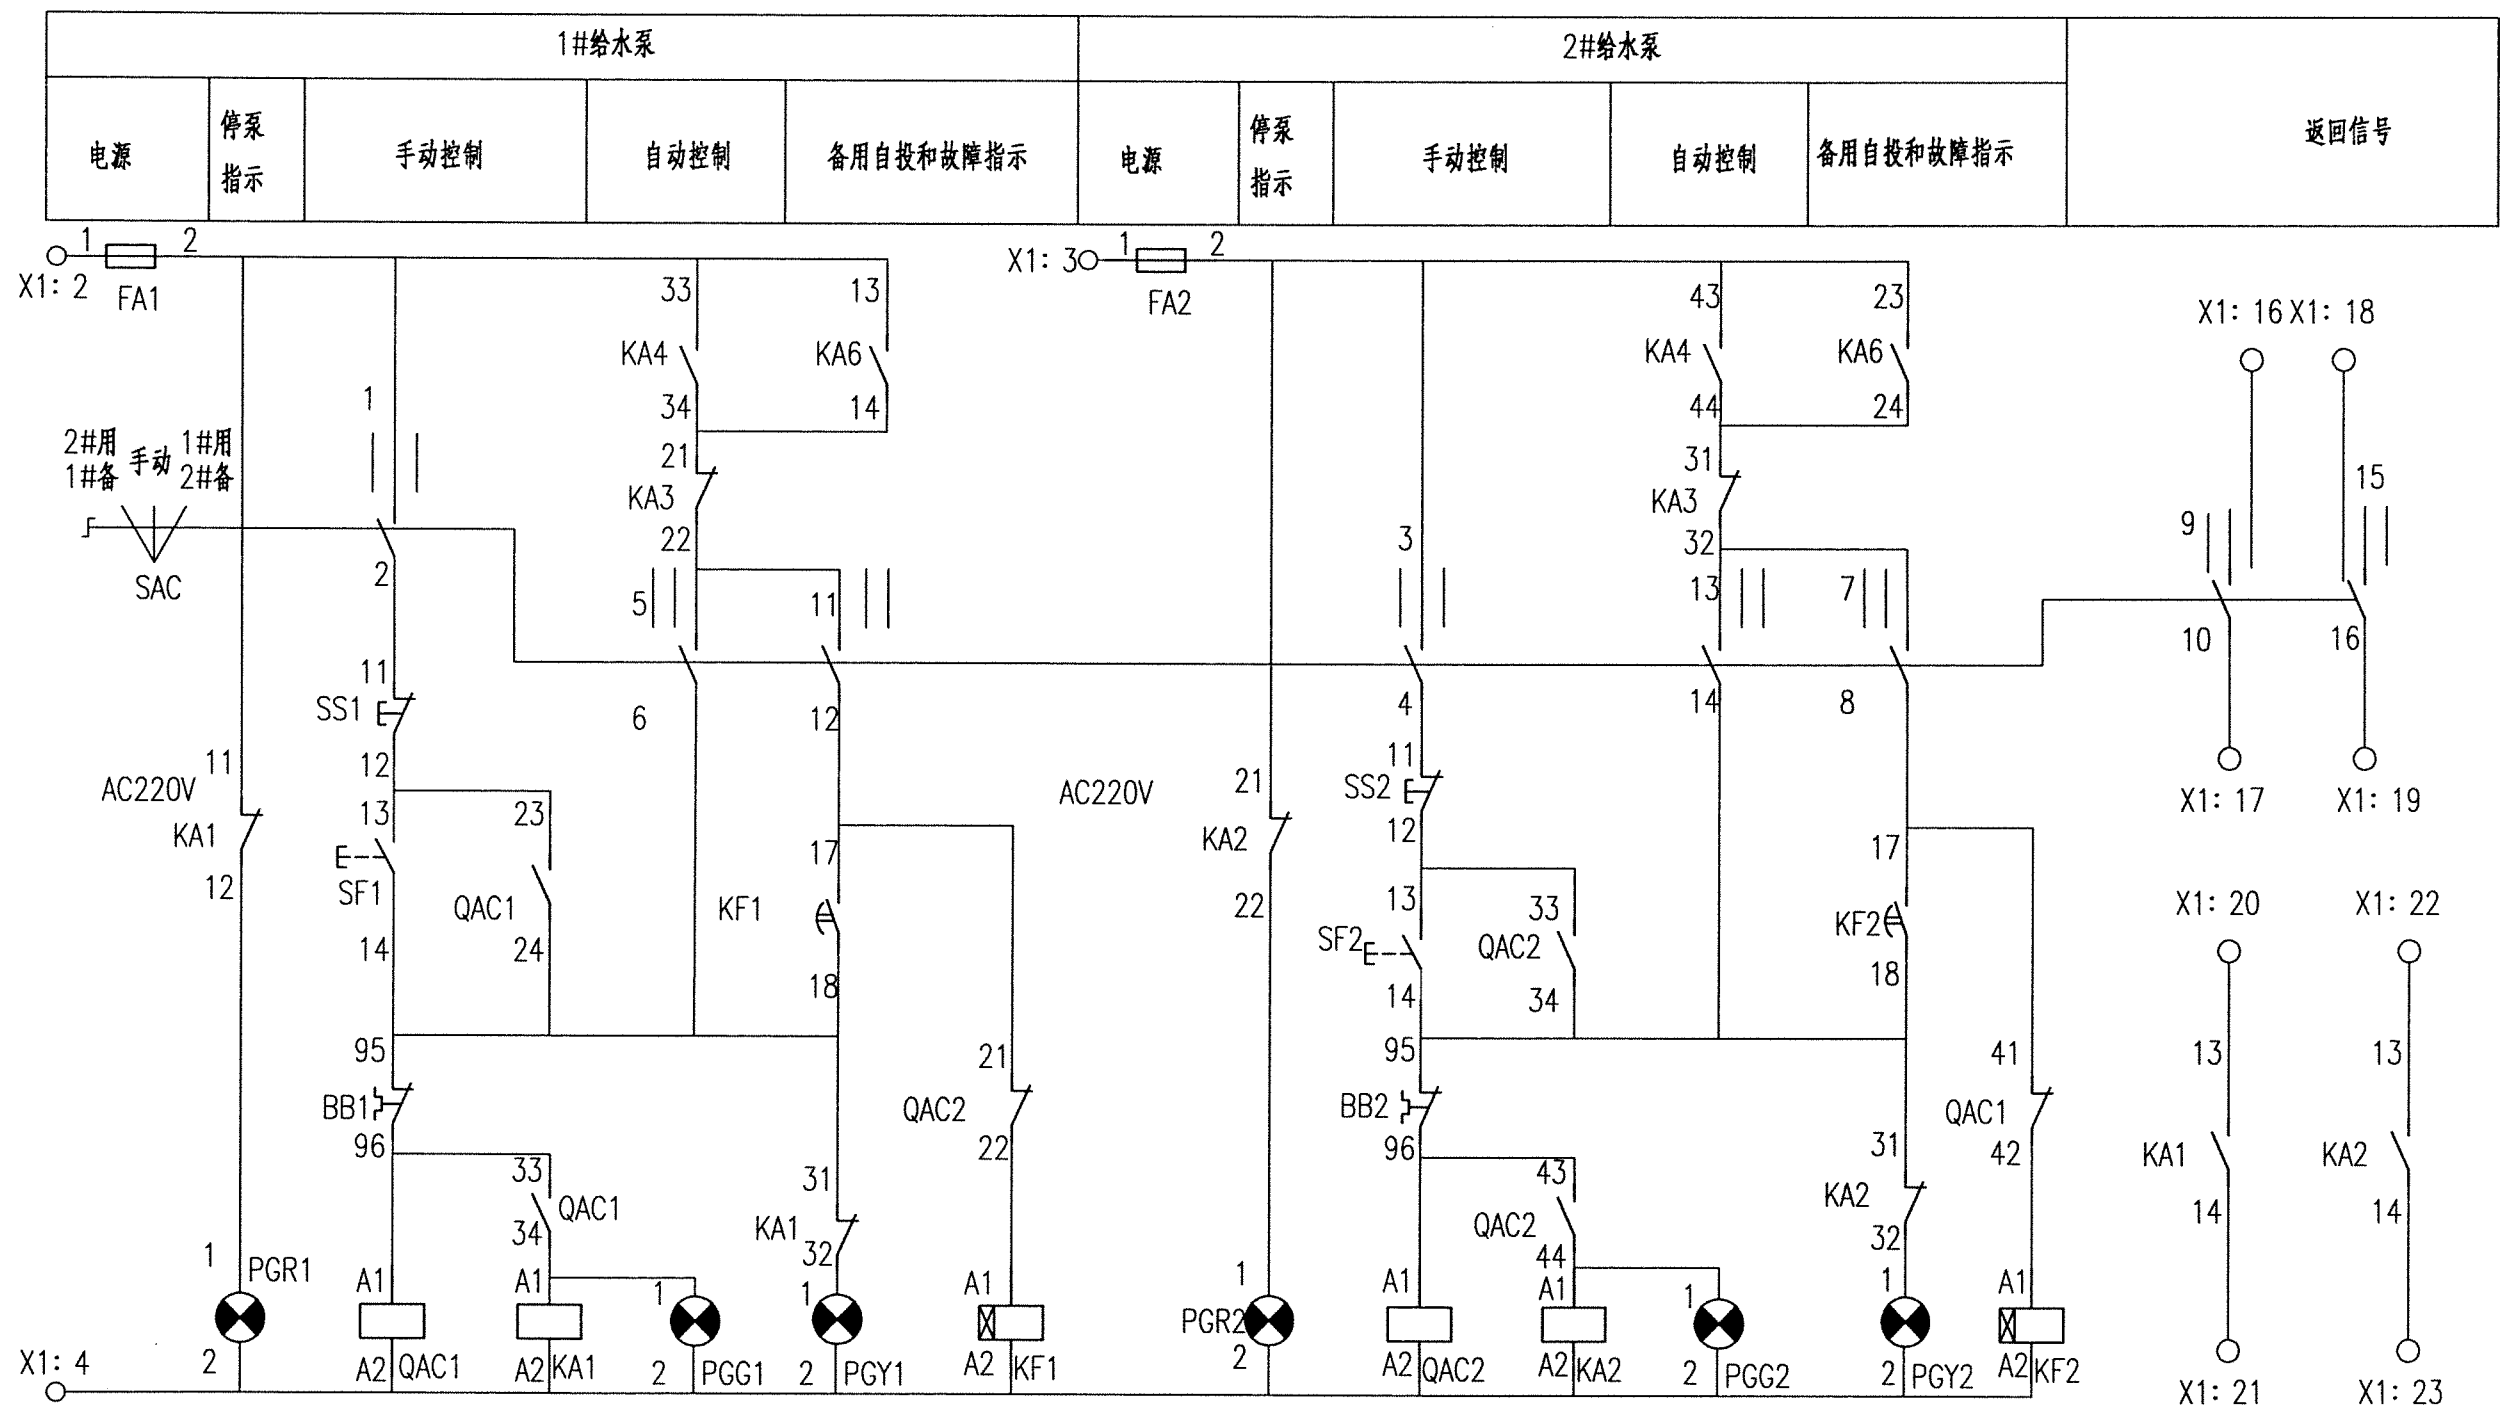 1#给水泵
2#给水泵
电源
停泵
指示
手动控制
自动控制
备用自投和故障指示
电源
停泵
指示
手动控制
自动控制
备用自投和故障指示
返回信号
1
2
X1: 2
FA1
X1: 3
1
2
FA2
33
13
KA4
KA6
34
14
43
23
KA4
KA6
44
24
X1: 16
X1: 18
1
2#用
1#备
手动
1#用
2#备
SAC
2
21
KA3
22
31
KA3
32
3
5
11
13
7
9
15
10
16
6
12
4
14
8
11
SS1
12
11
SS2
12
X1: 17
X1: 19
11
AC220V
KA1
12
13
SF1
14
23
QAC1
24
KF1
17
18
AC220V
21
KA2
22
13
SF2
14
33
QAC2
34
17
KF2
18
X1: 20
X1: 22
95
BB1
96
21
QAC2
22
95
BB2
96
41
QAC1
42
13
KA1
14
13
KA2
14
33
QAC1
34
31
KA1
32
43
QAC2
44
31
KA2
32
1
PGR1
2
A1
A2
QAC1
A1
A2
KA1
1
2
PGG1
1
2
PGY1
A1
A2
KF1
1
PGR2
2
A1
A2
QAC2
A1
A2
KA2
1
2
PGG2
1
2
PGY2
A1
A2
KF2
X1: 4
X1: 21
X1: 23